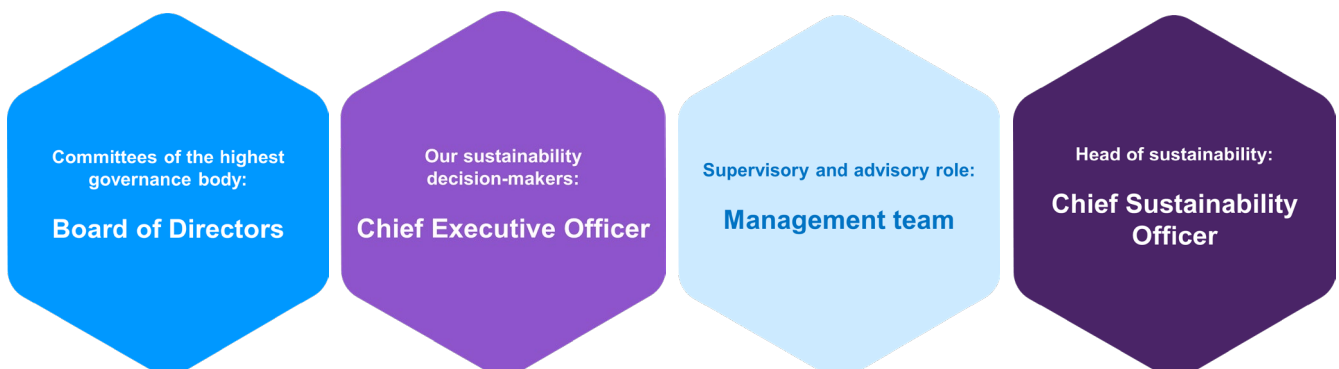 Committees of the highest
governance body:
Board of Directors
Our sustainability
decision-makers:
Chief Executive Officer
Supervisory and advisory role:
Management team
Head of sustainability:
Chief Sustainability
Officer